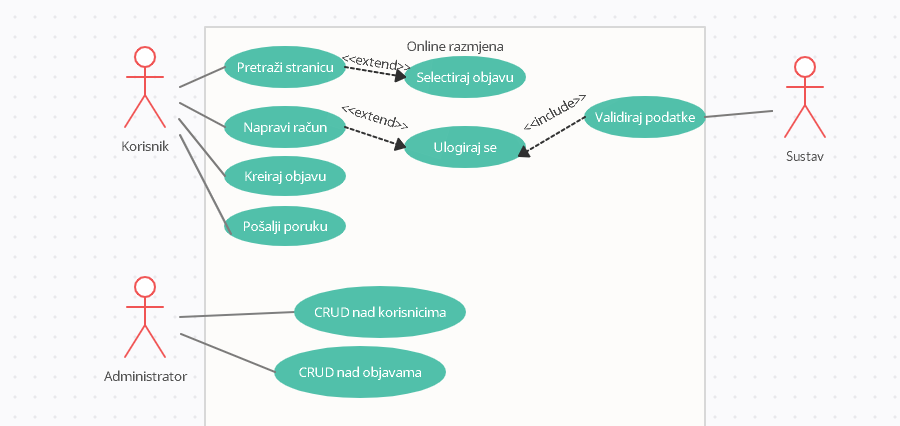 Online razmjena
Pretraži stranicu
<<extend>>
Selectiraj objavu
Napravi račun
<<extend>>
Ulogiraj se
<<include>>
Validiraj podatke
Korisnik
Sustav
Kreiraj objavu
Pošalji poruku
CRUD nad korisnicima
CRUD nad objavama
Administrator